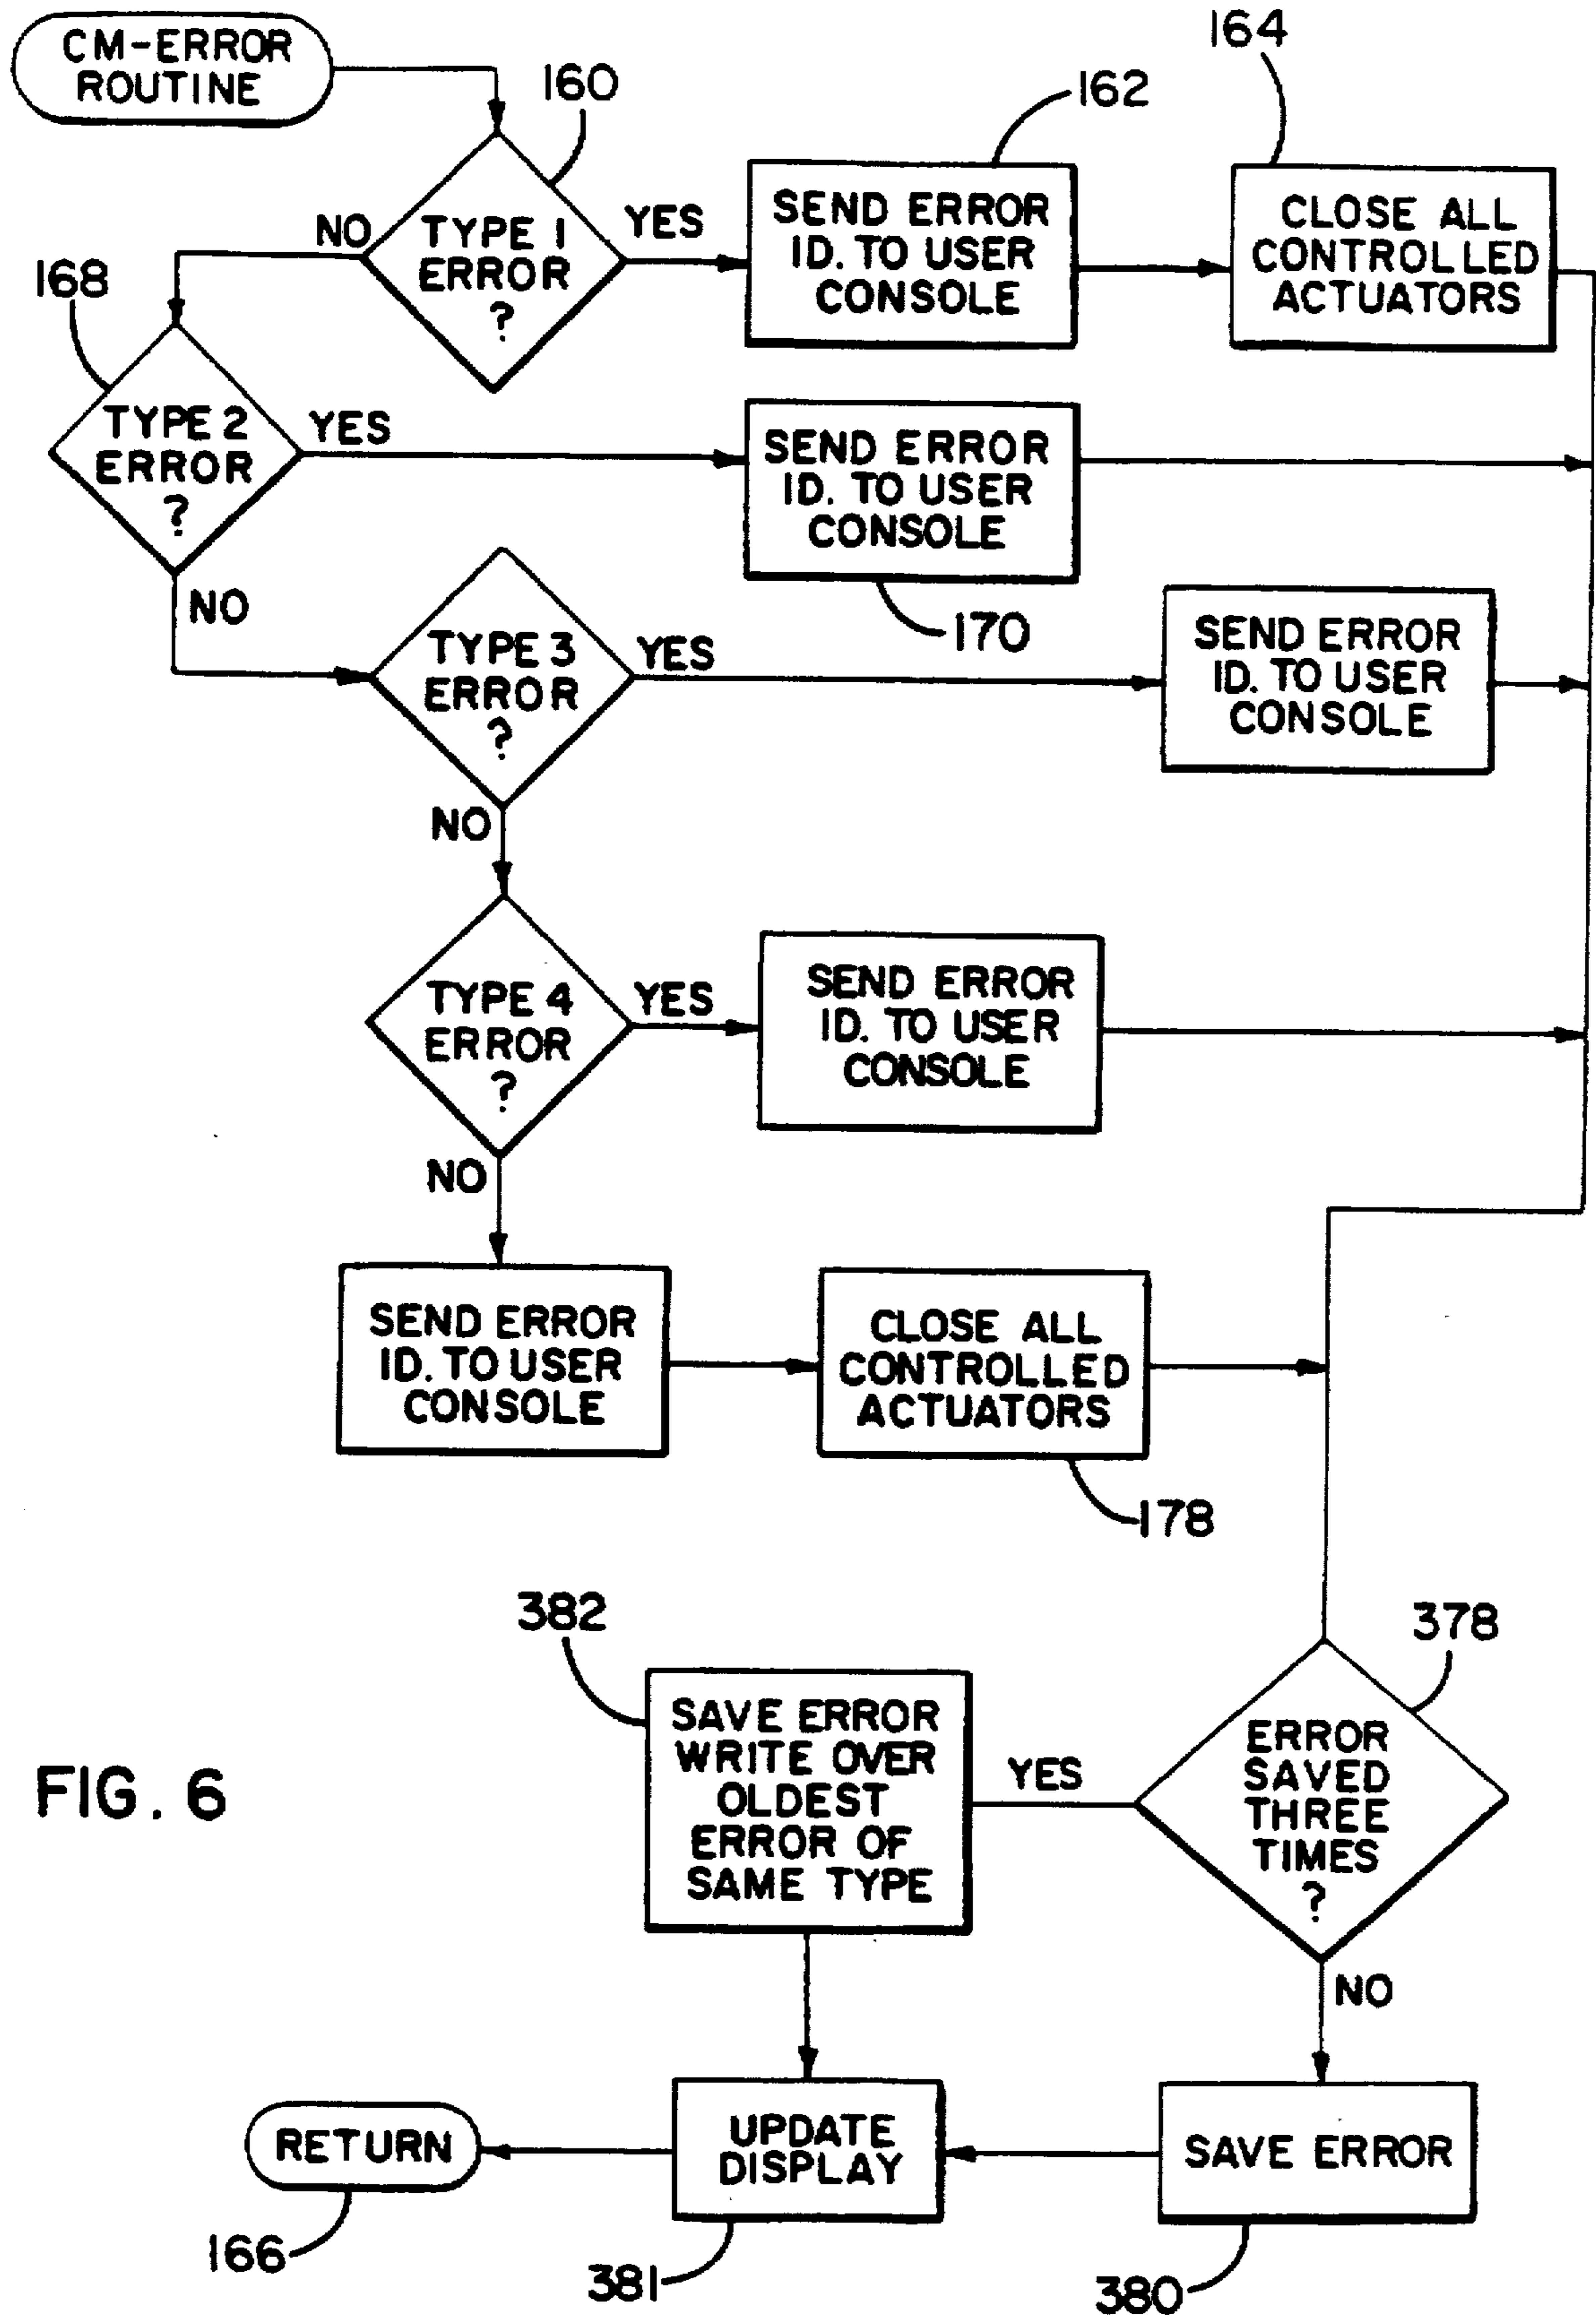 CM-ERROR
ROUTINE
160
162
164
NO
TYPE 1
ERROR
?
YES
SEND ERROR
ID. TO USER
CONSOLE
CLOSE ALL
CONTROLLED
ACTUATORS
168
TYPE 2
ERROR
?
YES
SEND ERROR
ID. TO USER
CONSOLE
170
NO
TYPE 3
ERROR
?
YES
SEND ERROR
ID. TO USER
CONSOLE
NO
TYPE 4
ERROR
?
YES
SEND ERROR
ID. TO USER
CONSOLE
NO
SEND ERROR
ID. TO USER
CONSOLE
CLOSE ALL
CONTROLLED
ACTUATORS
178
382
378
SAVE ERROR
WRITE OVER
OLDEST
ERROR OF
SAME TYPE
YES
ERROR
SAVED
THREE
TIMES
?
FIG. 6
NO
RETURN
UPDATE
DISPLAY
SAVE ERROR
166
381
380